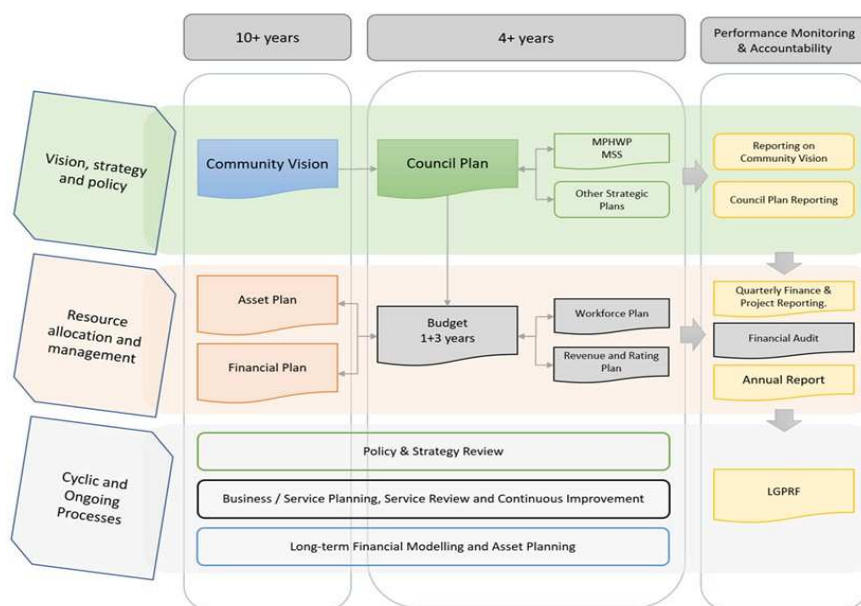 10+ years
4+ years
Performance Monitoring
& Accountability
Vision, strategy
and policy
Community Vision
Council Plan
MPHWP
MSS
Other Strategic
Plans
Reporting on
Community Vision
Council Plan Reporting
Resource
allocation and
management
Asset Plan
Financial Plan
Budget
1+3 years
Workforce Plan
Revenue and Rating
Plan
Quarterly Finance &
Project Reporting.
Financial Audit
Annual Report
Cyclic and
Ongoing
Processes
Policy & Strategy Review
Business / Service Planning, Service Review and Continuous Improvement
Long-term Financial Modelling and Asset Planning
LGPRF